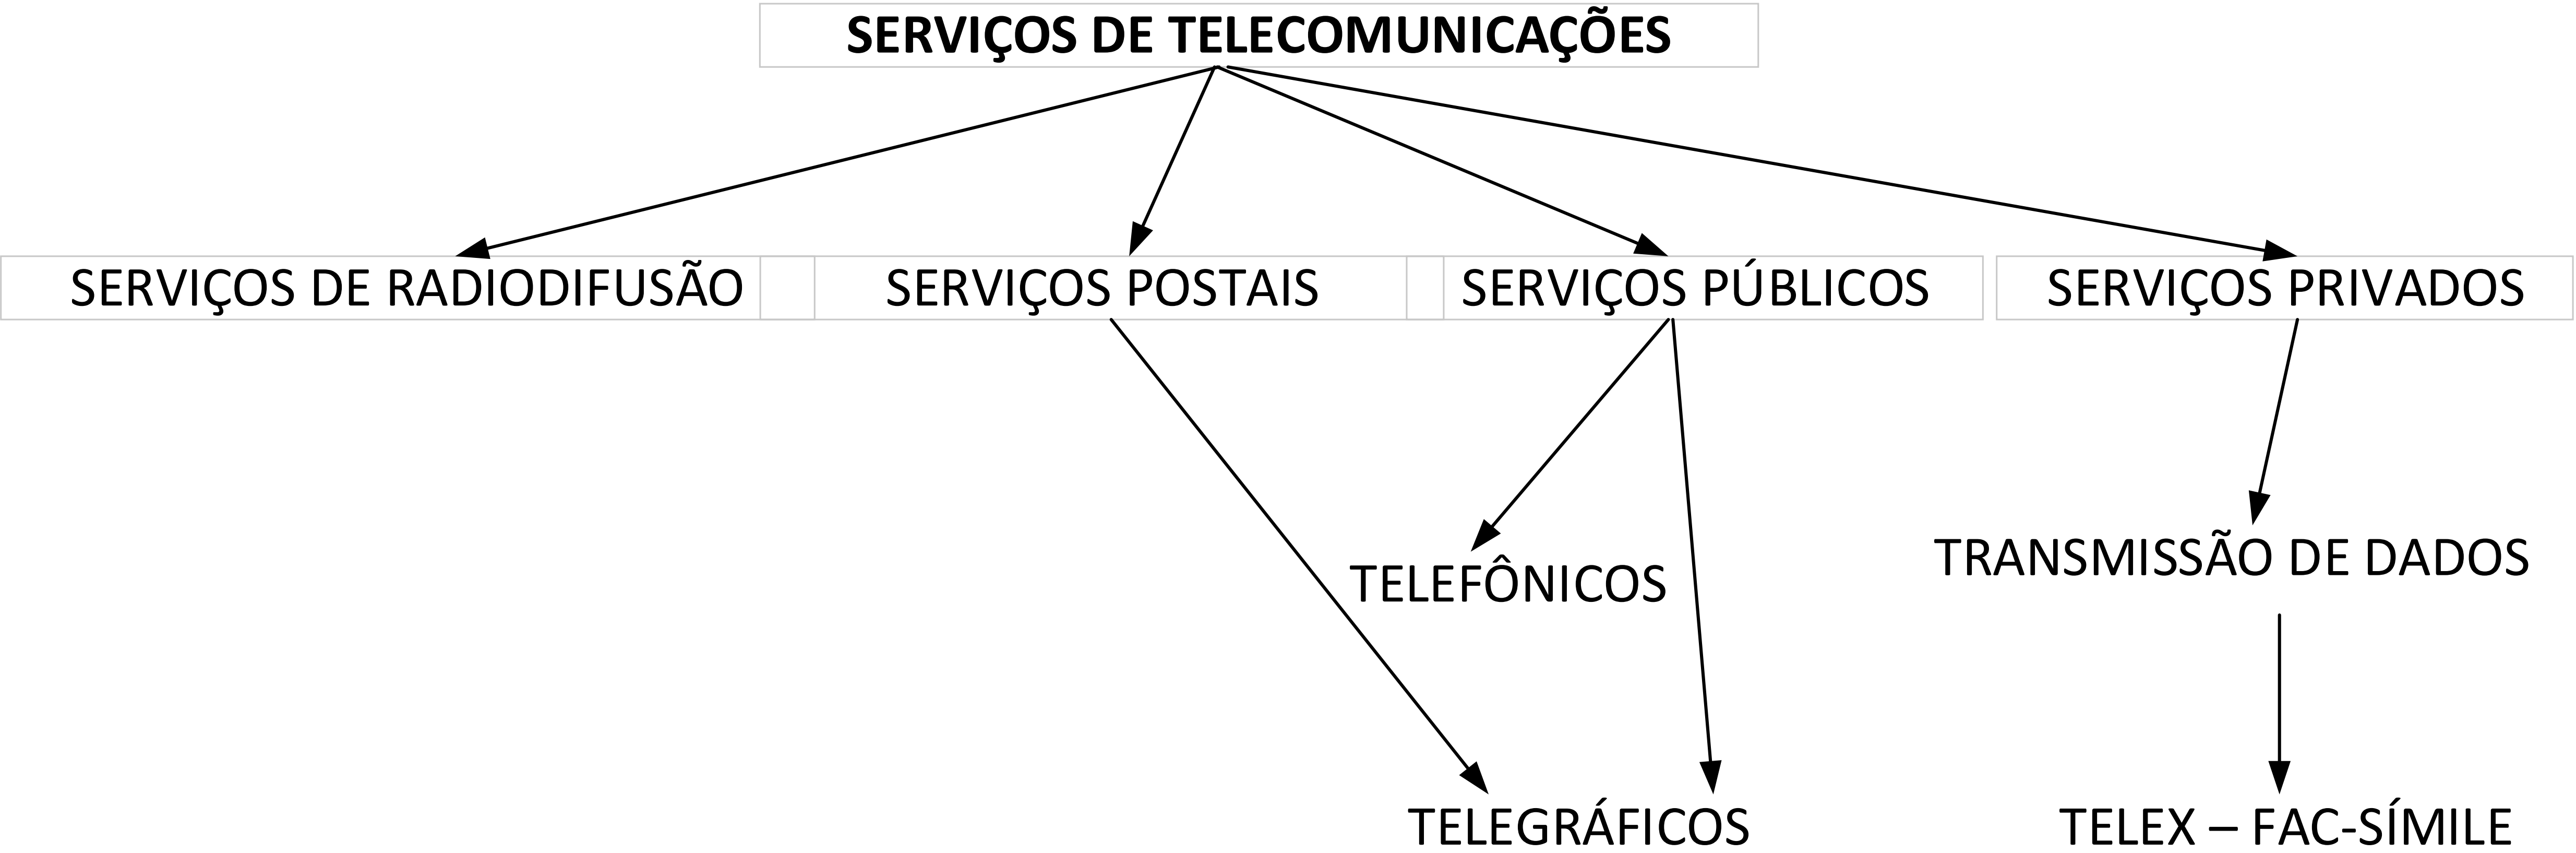 SERVIÇOS DE TELECOMUNICAÇÕES
SERVIÇOS DE RADIODIFUSÃO
SERVIÇOS POSTAIS
SERVIÇOS PÚBLICOS
SERVIÇOS PRIVADOS
TELEFÔNICOS
TRANSMISSÃO DE DADOS
TELEGRÁFICOS
TELEX – FAC-SÍMILE